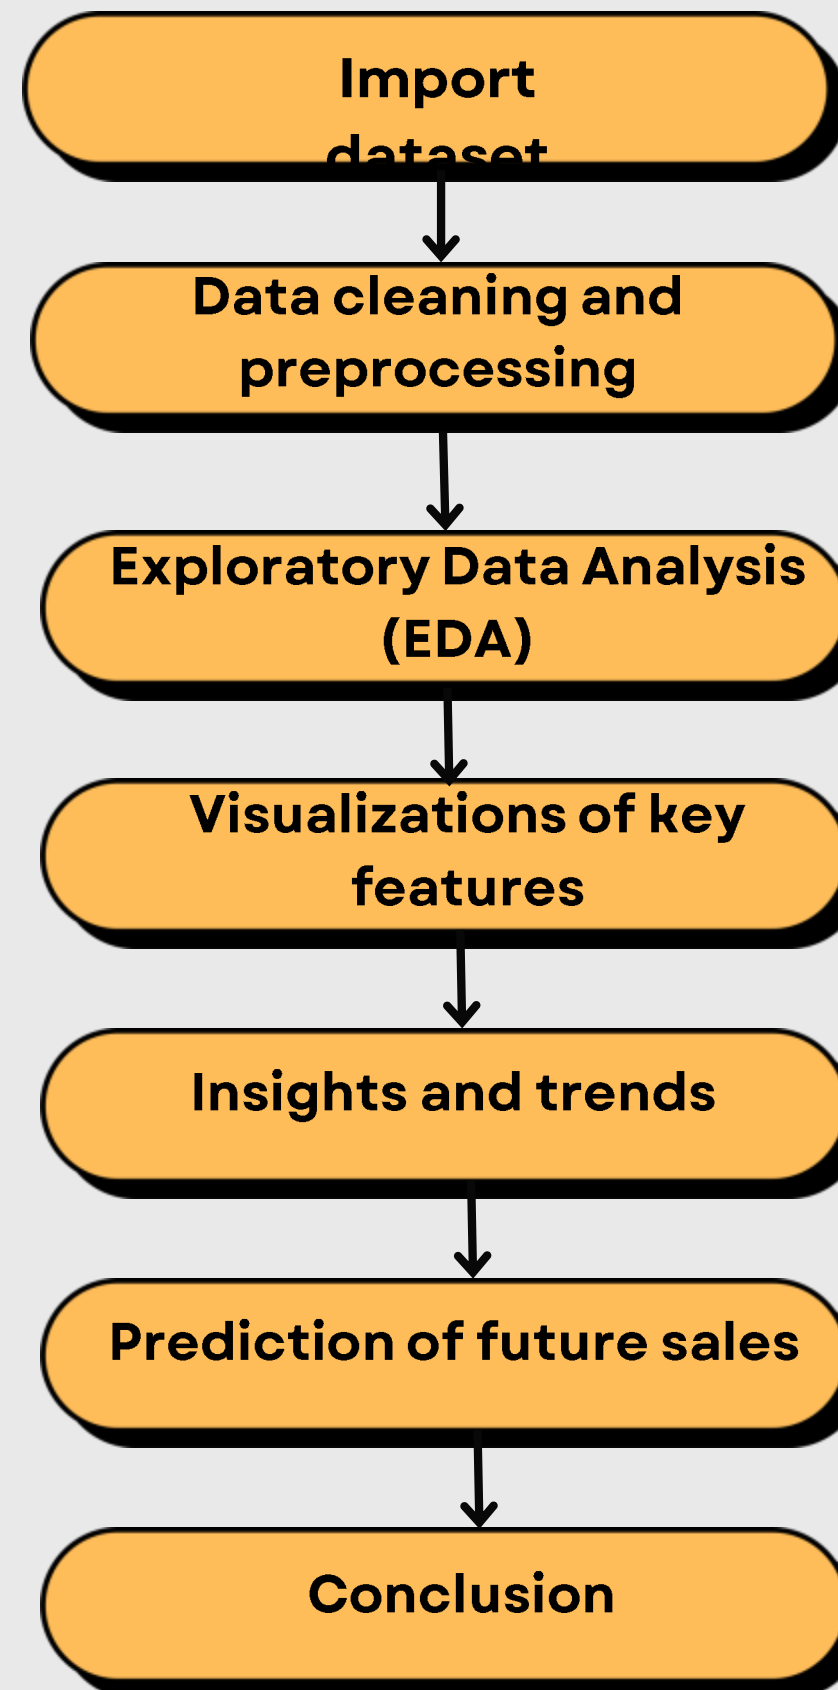 Import
dataset
Data cleaning and
preprocessing
Exploratory Data Analysis
(EDA)
Visualizations of key
features
Insights and trends
Prediction of future sales
Conclusion